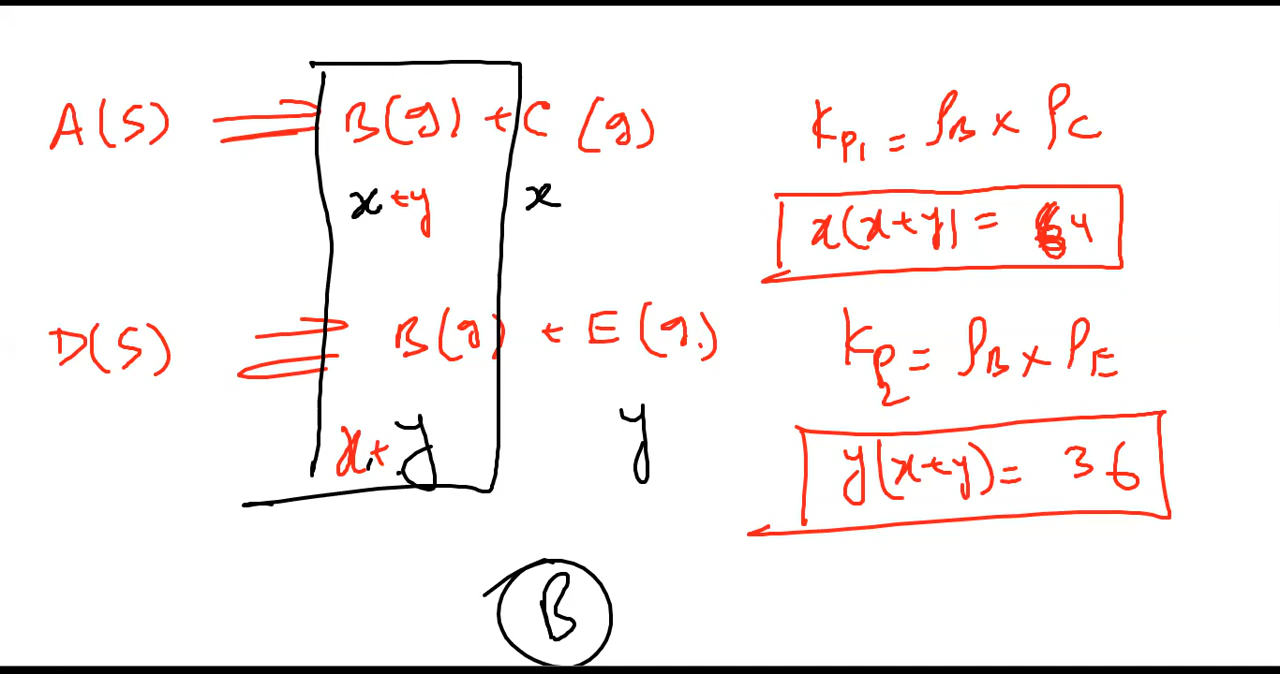 A(S) ⇌ B(g) + C (g)
KP1 = PB × PC
x+y x
x(x+y) = 64
D(S) ⇌ B(g) + E (g)
KP2 = PB × PE
x+y y
y(x+y) = 36
B